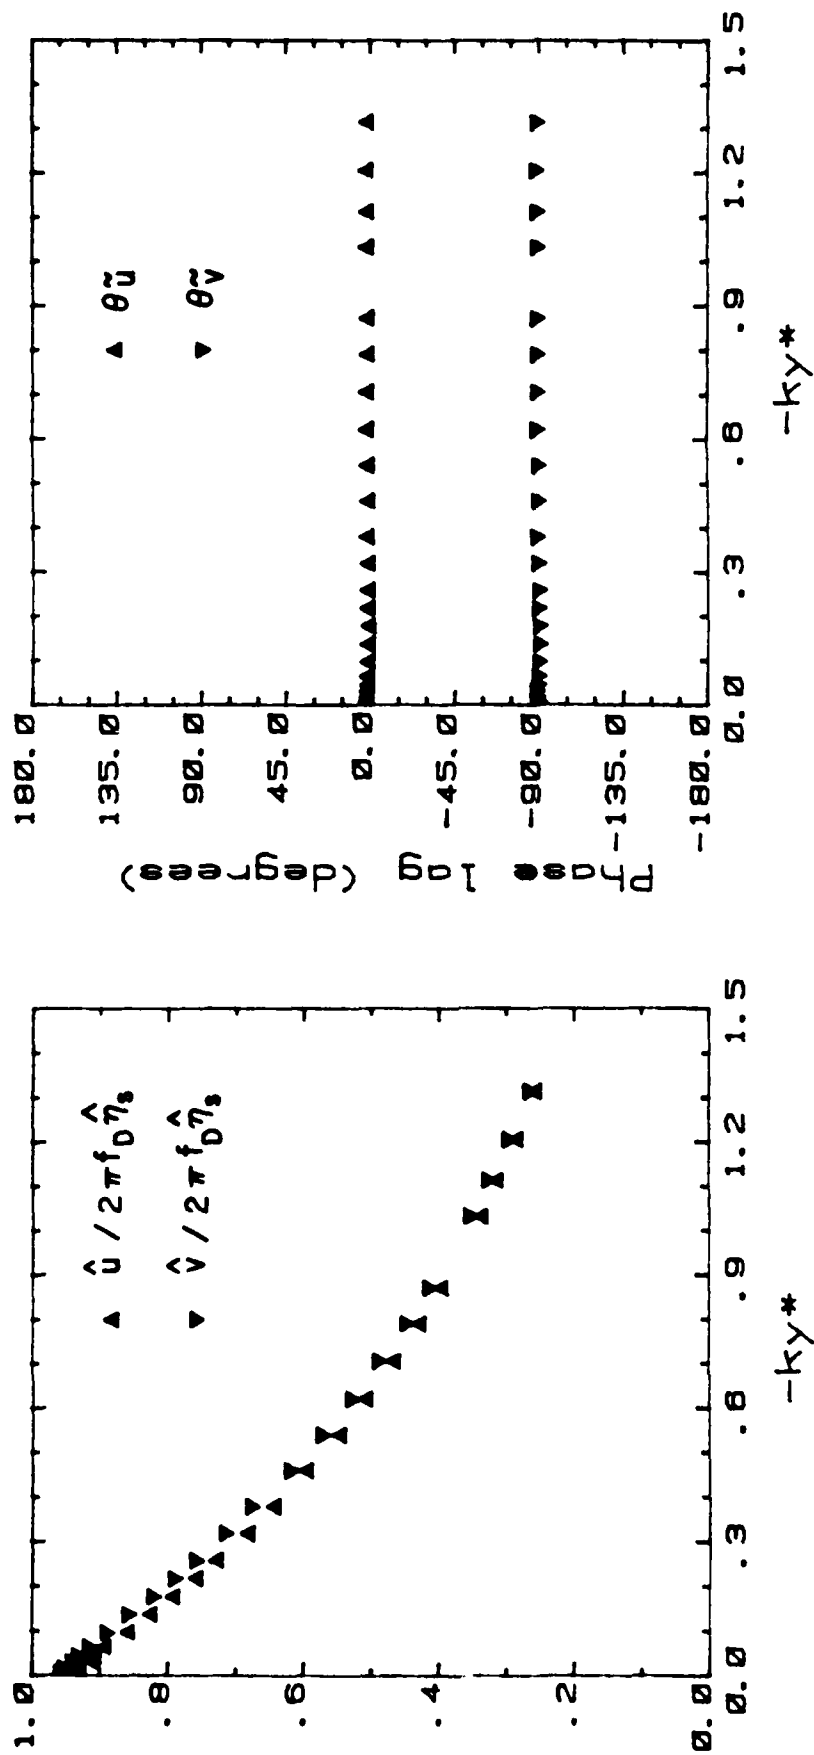 180.0
135.0
90.0
45.0
0.0
-45.0
-90.0
-135.0
-180.0
Phase lag (degrees)
θũ
θṽ
0.0 .3 .6 .9 1.2 1.5
-ky*
1.0
.8
.6
.4
.2
0.0
û / 2πf_D η̂_s
v̂ / 2πf_D η̂_s
0.0 .3 .6 .9 1.2 1.5
-ky*